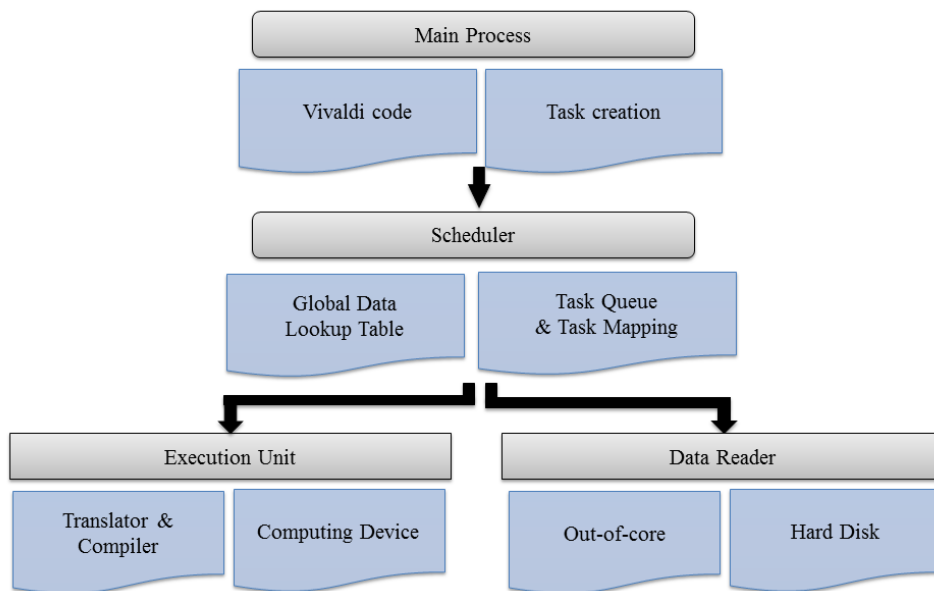 Main Process
Vivaldi code
Task creation
Scheduler
Global Data
Lookup Table
Task Queue
& Task Mapping
Execution Unit
Data Reader
Translator &
Compiler
Computing Device
Out-of-core
Hard Disk